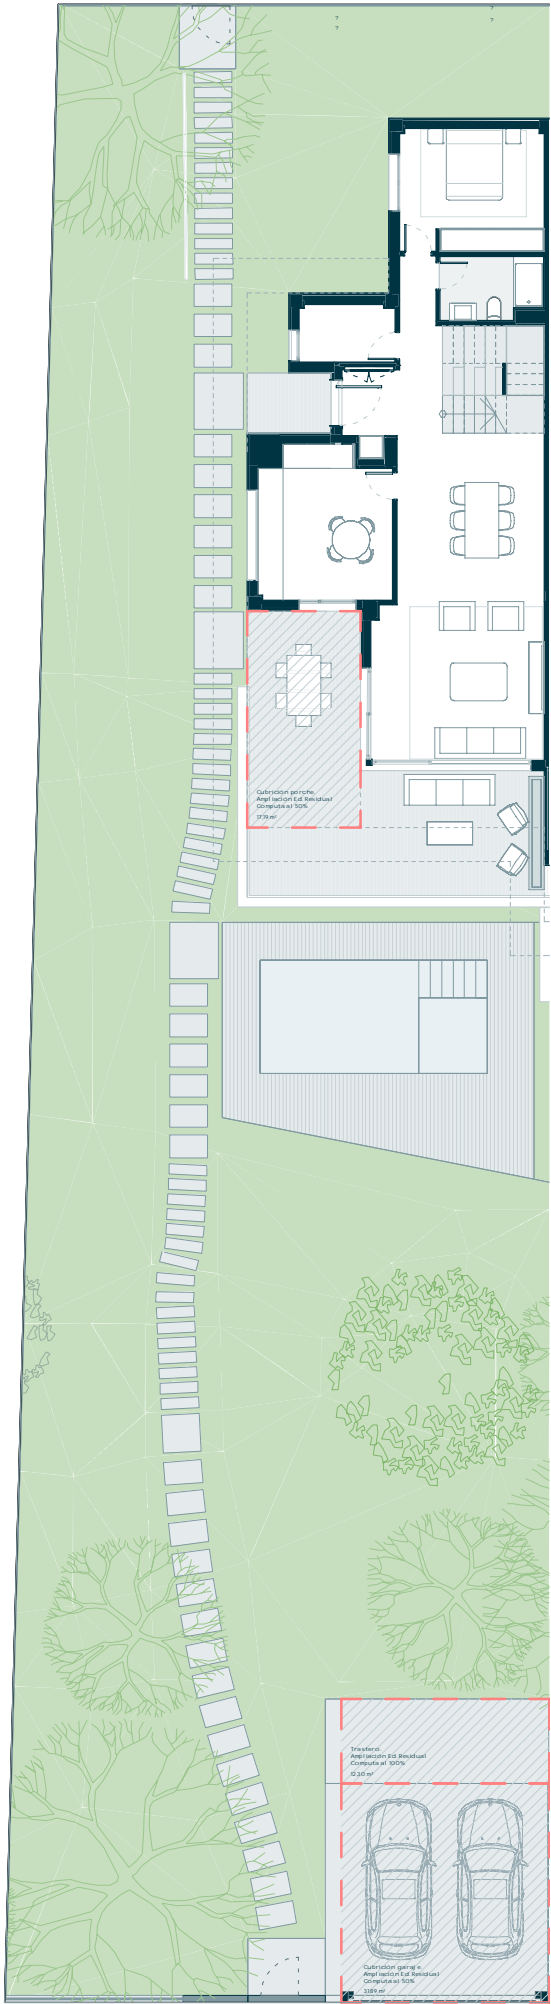 ? ?
? ?
Cubrición porche
Ampliación Ed Residual
Computa al 50%
17.19 m²
Trastero
Ampliación Ed Residual
Computa al 100%
12.30 m²
Cubrición garaje
Ampliación Ed Residual
Computa al 50%
31.89 m²